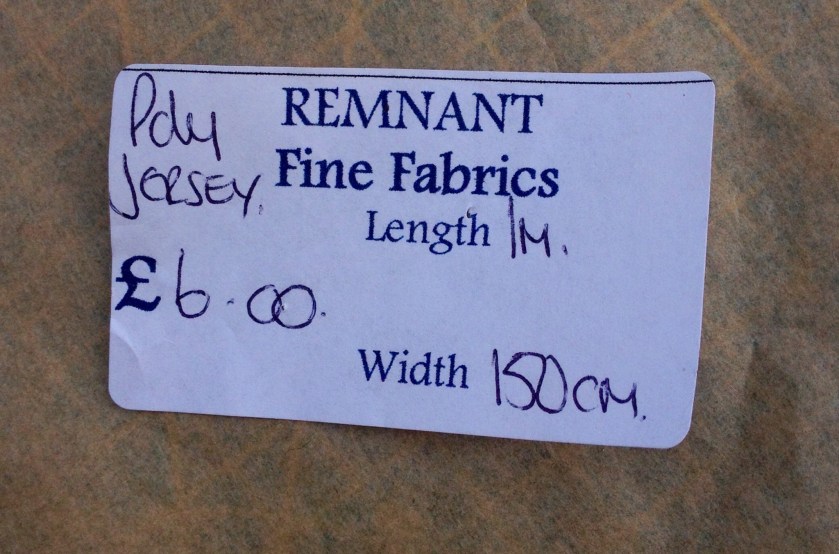 Poly
JERSEY.
REMNANT
Fine Fabrics
Length 1M.
£6.00.
Width 150cm.